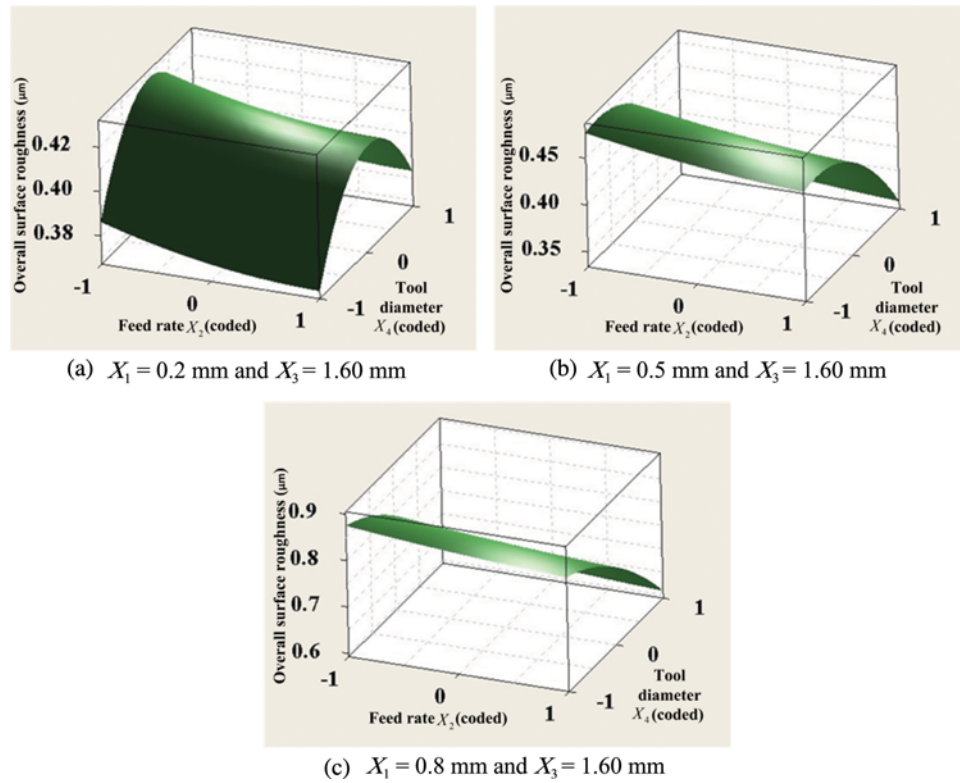 Overall surface roughness (μm)
0.42
0.40
0.38
-1
0
1
Feed rate X₂ (coded)
-1
0
1
Tool
diameter
X₄ (coded)
(a) X₁ = 0.2 mm and X₃ = 1.60 mm
Overall surface roughness (μm)
0.45
0.40
0.35
-1
0
1
Feed rate X₂ (coded)
-1
0
1
Tool
diameter
X₄ (coded)
(b) X₁ = 0.5 mm and X₃ = 1.60 mm
Overall surface roughness (μm)
0.9
0.8
0.7
0.6
-1
0
1
Feed rate X₂ (coded)
-1
0
1
Tool
diameter
X₄ (coded)
(c) X₁ = 0.8 mm and X₃ = 1.60 mm